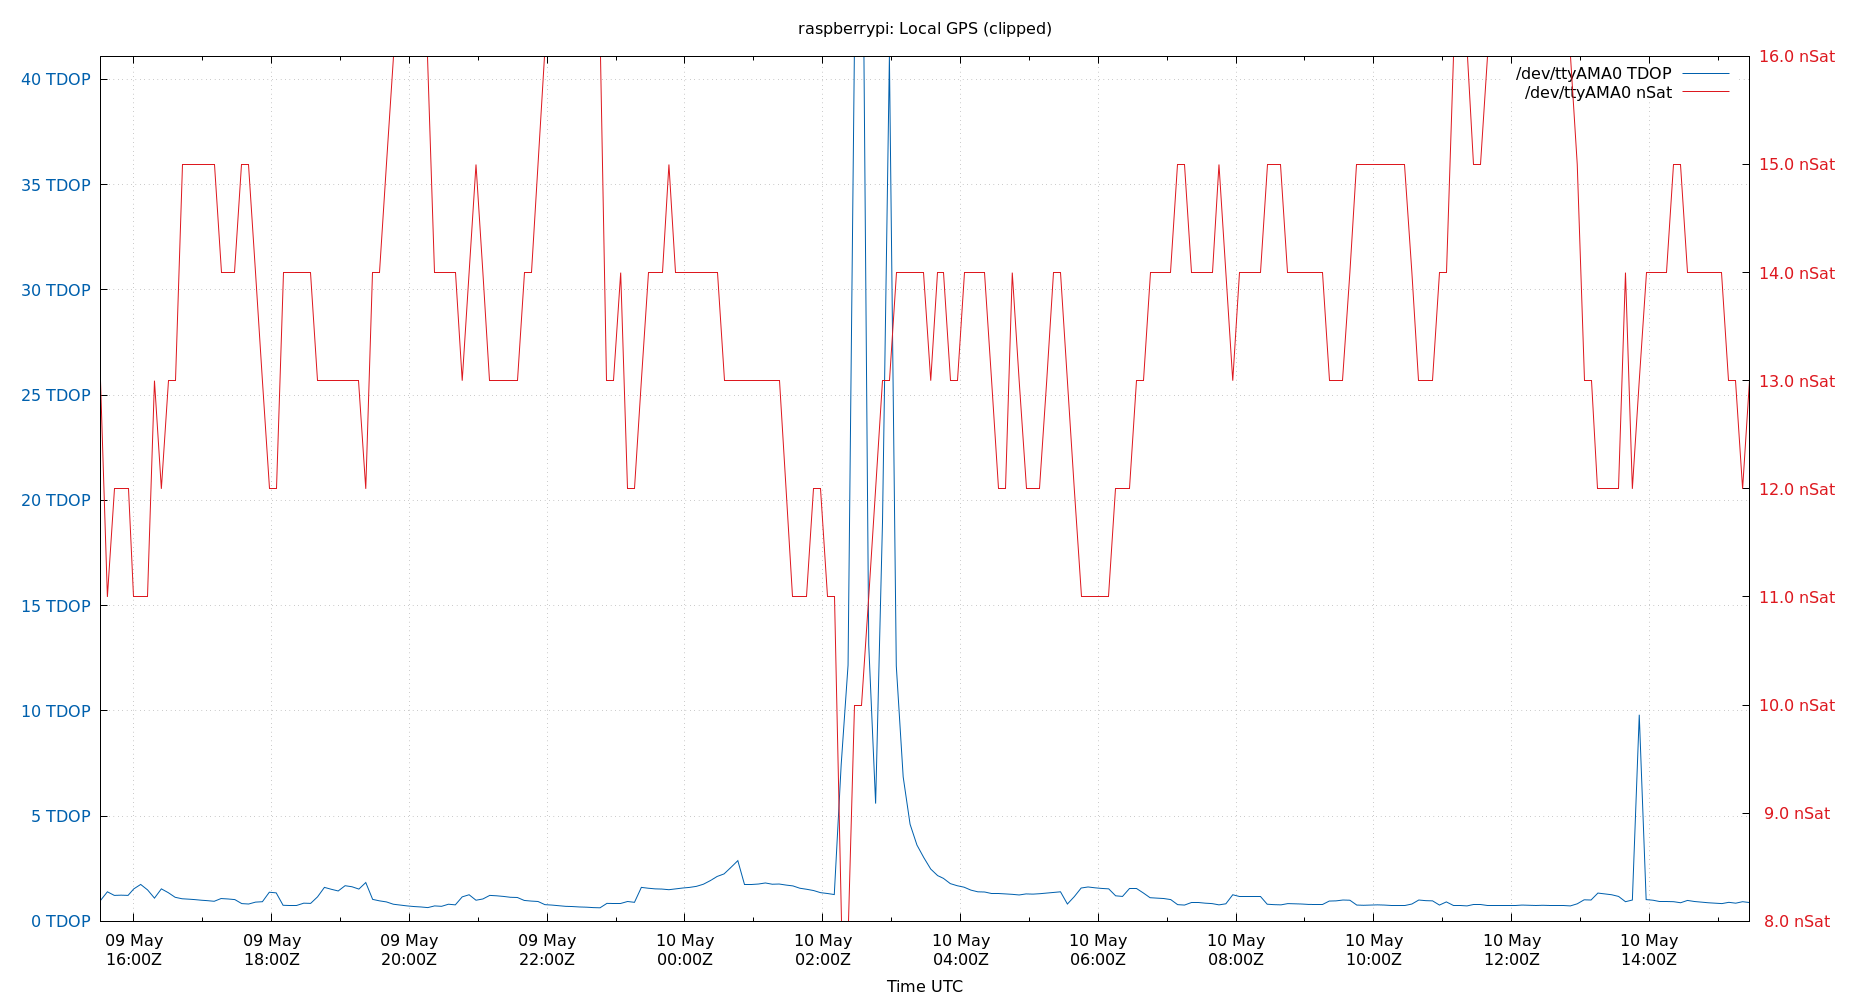 raspberrypi: Local GPS (clipped)
40 TDOP
35 TDOP
30 TDOP
25 TDOP
20 TDOP
15 TDOP
10 TDOP
5 TDOP
0 TDOP
16.0 nSat
15.0 nSat
14.0 nSat
13.0 nSat
12.0 nSat
11.0 nSat
10.0 nSat
9.0 nSat
8.0 nSat
/dev/ttyAMA0 TDOP
/dev/ttyAMA0 nSat
09 May
16:00Z
09 May
18:00Z
09 May
20:00Z
09 May
22:00Z
10 May
00:00Z
10 May
02:00Z
10 May
04:00Z
10 May
06:00Z
10 May
08:00Z
10 May
10:00Z
10 May
12:00Z
10 May
14:00Z
Time UTC